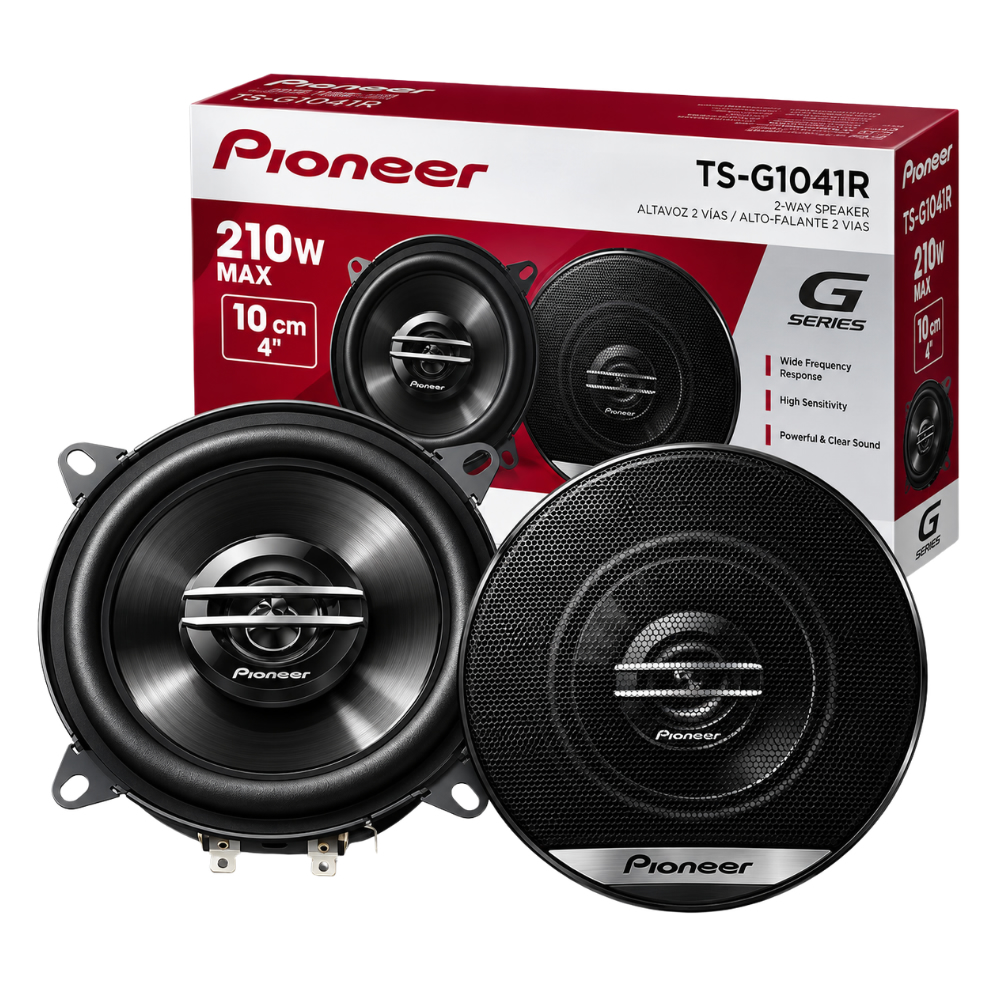 Pioneer
TS-G1041R
Pioneer
TS-G1041R
2-WAY SPEAKER
ALTAVOZ 2 VÍAS / ALTO-FALANTE 2 VIAS
210W
MAX
10 cm
4"
G
SERIES
Wide Frequency
Response
High Sensitivity
Powerful & Clear Sound
Pioneer
Pioneer
Pioneer
TS-G1041R
210W
MAX
10 cm
4"
G
SERIES
Pioneer
Pioneer
Pioneer